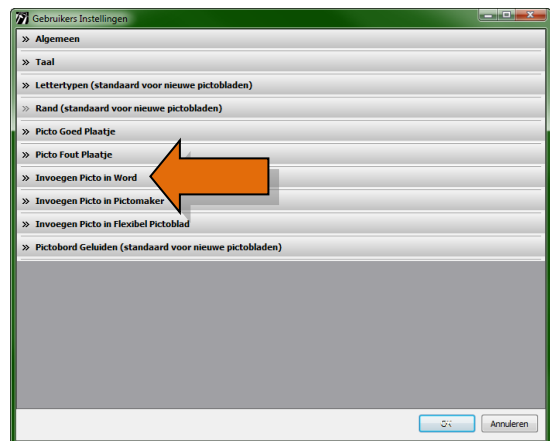 Gebruikers Instellingen
» Algemeen
» Taal
» Lettertypen (standaard voor nieuwe pictobladen)
» Rand (standaard voor nieuwe pictobladen)
» Picto Goed Plaatje
» Picto Fout Plaatje
» Invoegen Picto in Word
» Invoegen Picto in Pictomaker
» Invoegen Picto in Flexibel Pictoblad
» Pictobord Geluiden (standaard voor nieuwe pictobladen)
OK Annuleren